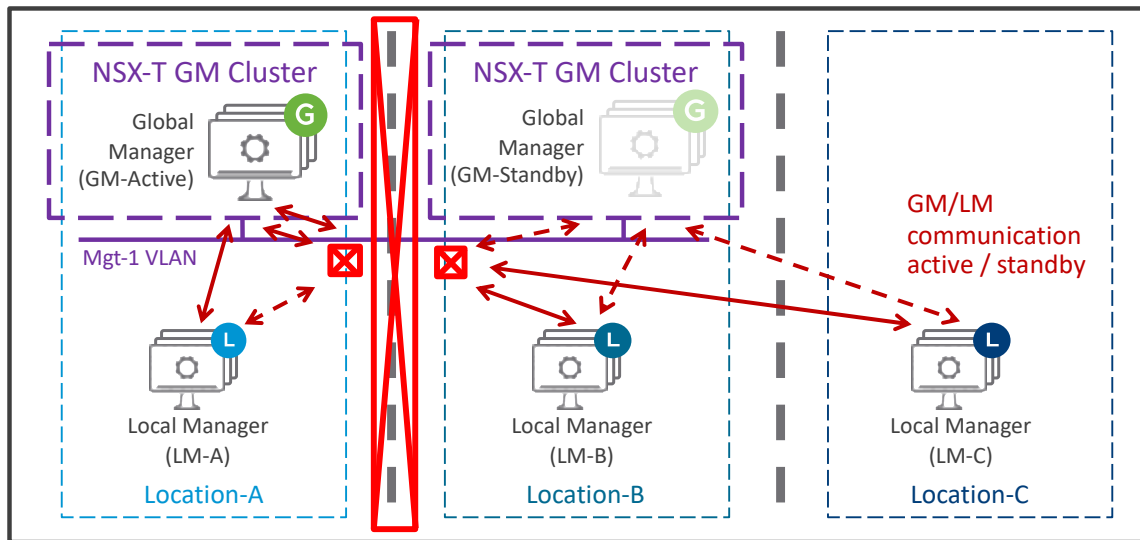 NSX-T GM Cluster
G
Global
Manager
(GM-Active)
NSX-T GM Cluster
G
Global
Manager
(GM-Standby)
GM/LM
communication
active / standby
Mgt-1 VLAN
L
Local Manager
(LM-A)
Location-A
L
Local Manager
(LM-B)
Location-B
L
Local Manager
(LM-C)
Location-C